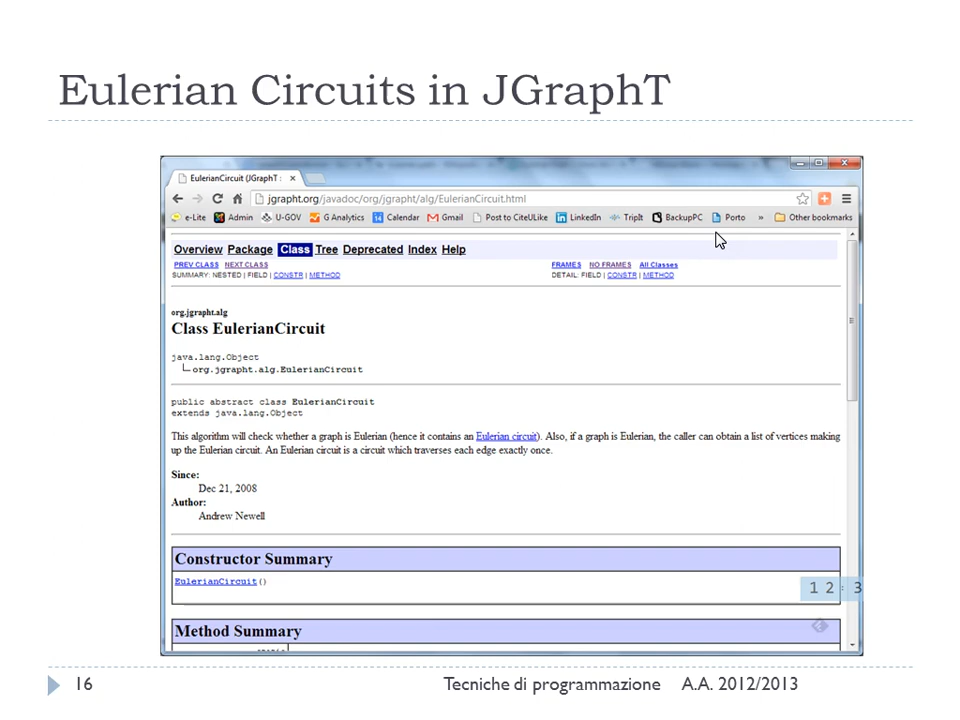 Eulerian Circuits in JGraphT
EulerianCircuit (JGraphT :
jgrapht.org/javadoc/org/jgrapht/alg/EulerianCircuit.html
e-Lite Admin U-GOV G Analytics Calendar Gmail Post to CiteULike LinkedIn TripIt BackupPC Porto » Other bookmarks
Overview Package Class Tree Deprecated Index Help
PREV CLASS NEXT CLASS FRAMES NO FRAMES All Classes
SUMMARY: NESTED | FIELD | CONSTR | METHOD DETAIL: FIELD | CONSTR | METHOD
org.jgrapht.alg
Class EulerianCircuit
java.lang.Object
org.jgrapht.alg.EulerianCircuit
public abstract class EulerianCircuit
extends java.lang.Object
This algorithm will check whether a graph is Eulerian (hence it contains an Eulerian circuit). Also, if a graph is Eulerian, the caller can obtain a list of vertices making
up the Eulerian circuit. An Eulerian circuit is a circuit which traverses each edge exactly once.
Since:
Dec 21, 2008
Author:
Andrew Newell
Constructor Summary
EulerianCircuit()
1 2 : 3
Method Summary
16 Tecniche di programmazione A.A. 2012/2013